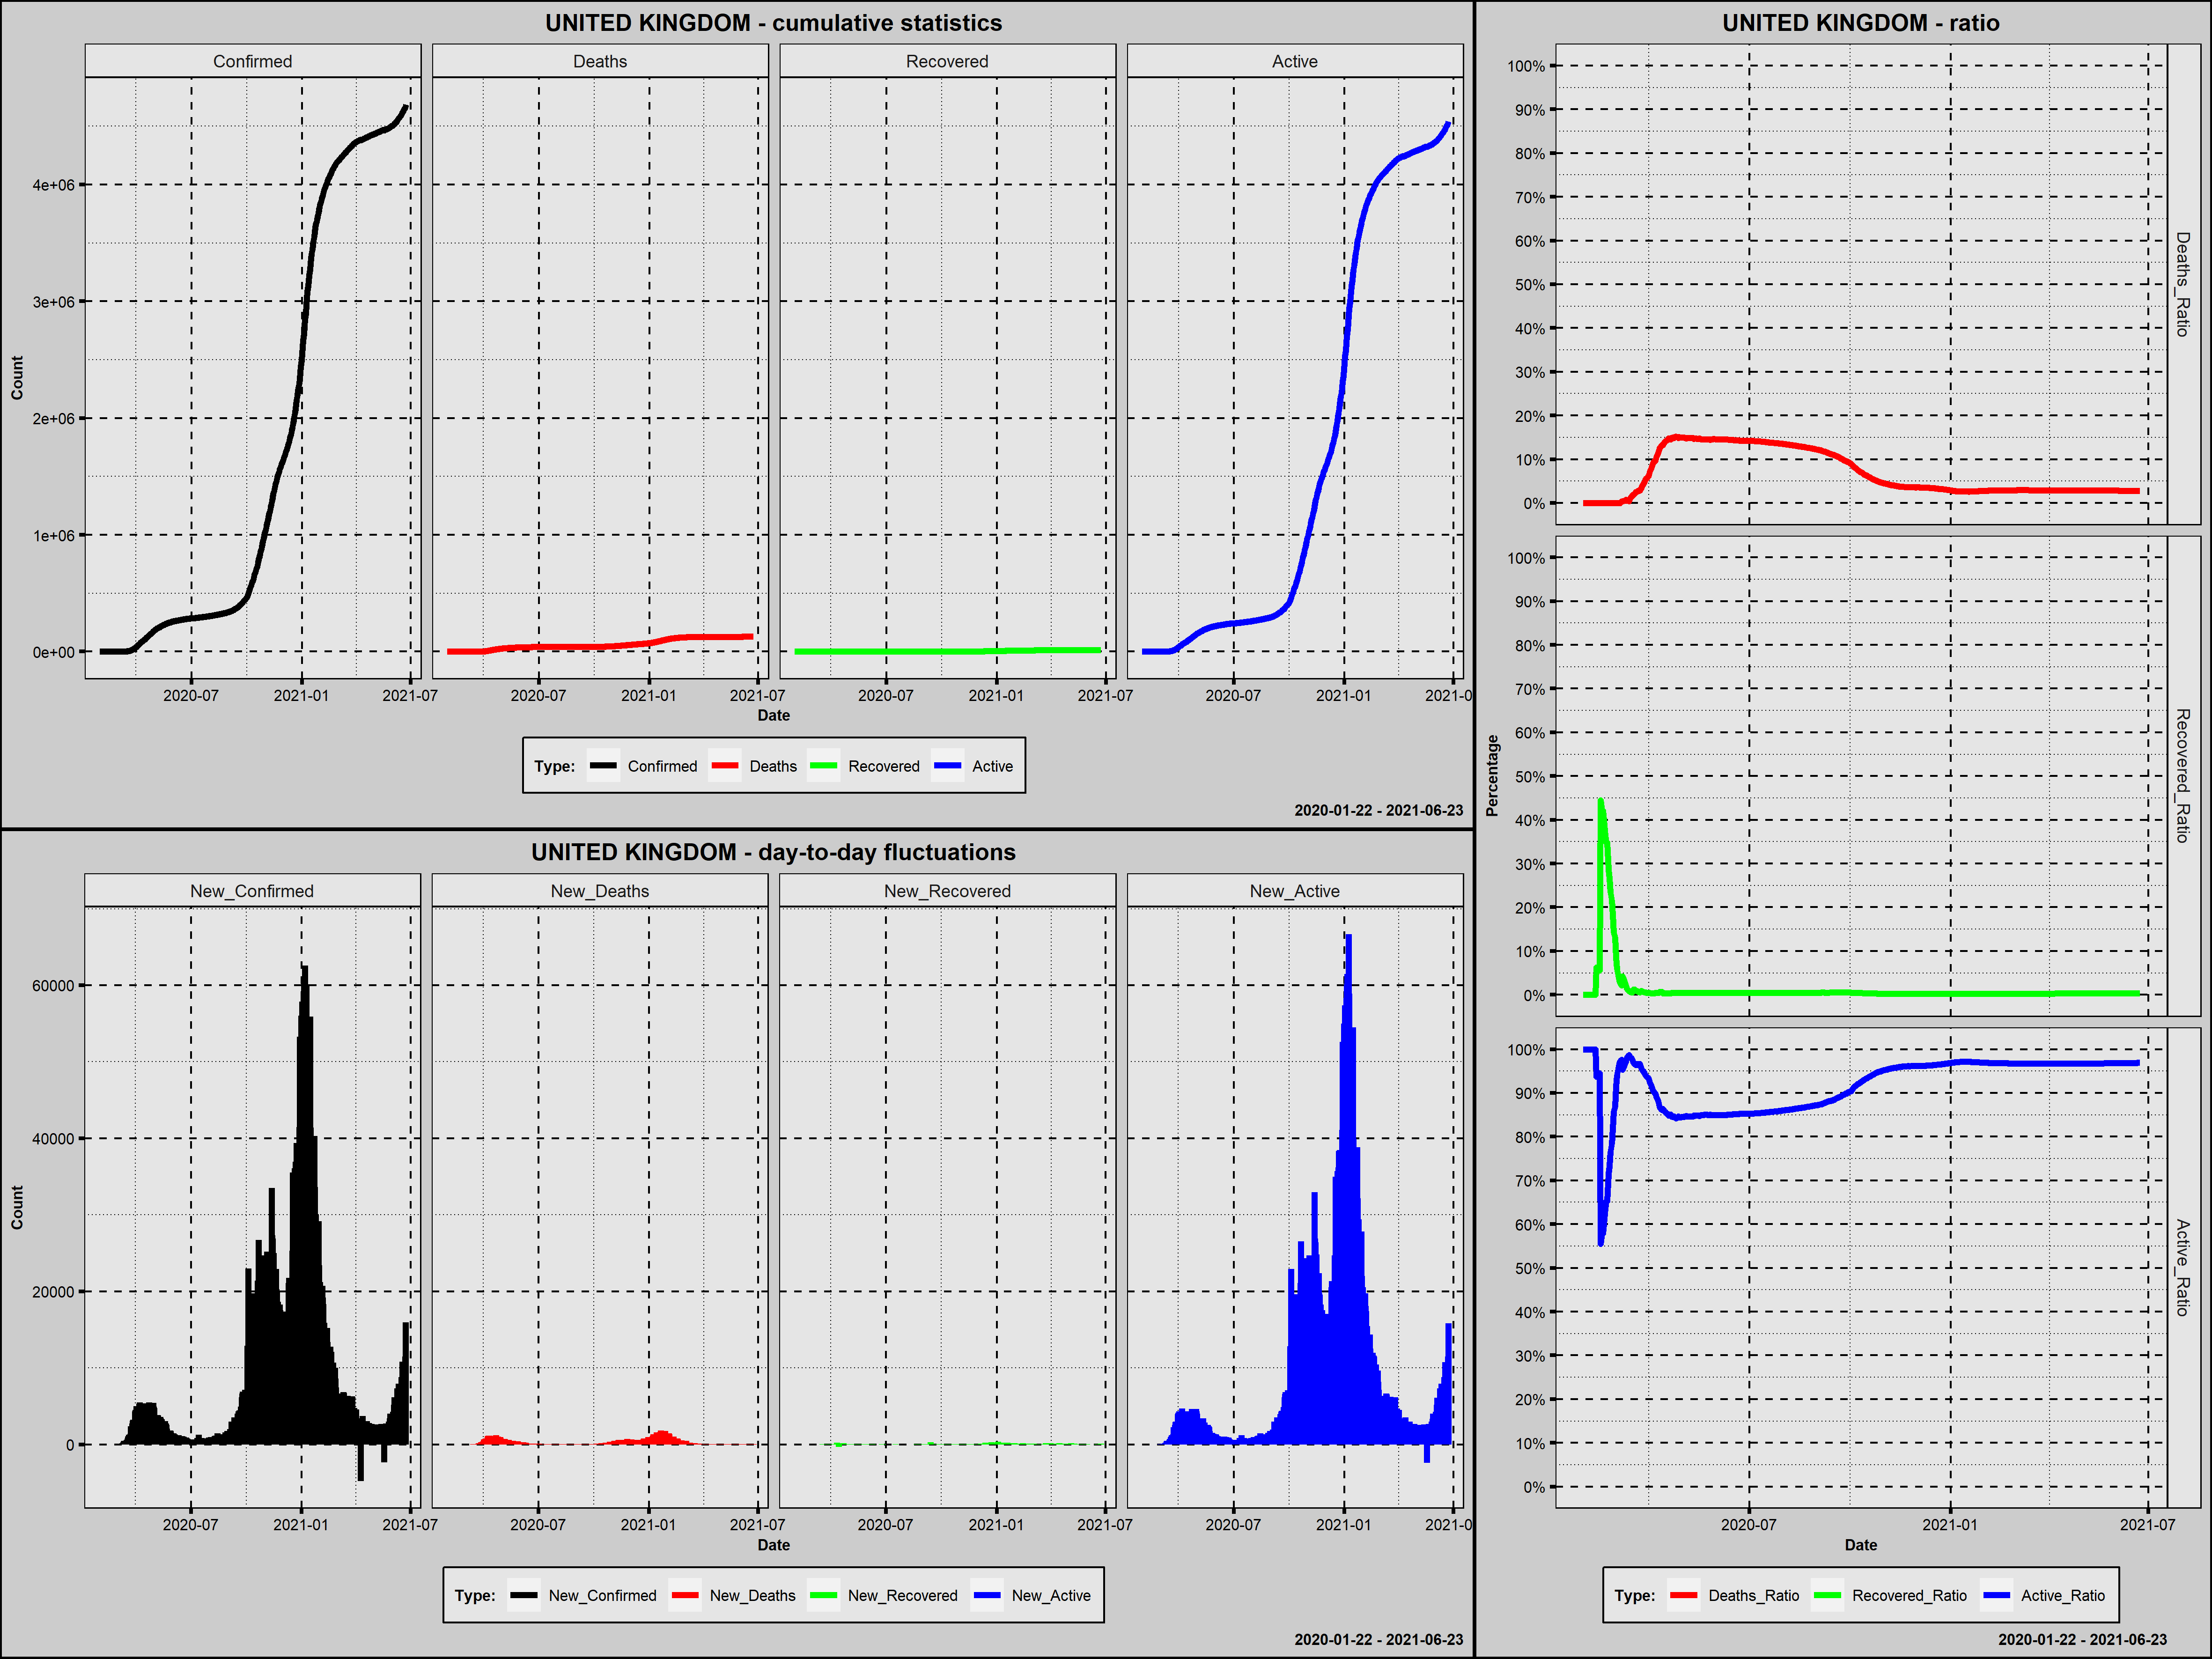 UNITED KINGDOM - cumulative statistics
Confirmed Deaths Recovered Active
Count
4e+06
3e+06
2e+06
1e+06
0e+00
2020-07 2021-01 2021-07 2020-07 2021-01 2021-07 2020-07 2021-01 2021-07 2020-07 2021-01 2021-0
Date
Type: Confirmed Deaths Recovered Active
2020-01-22 - 2021-06-23
UNITED KINGDOM - day-to-day fluctuations
New_Confirmed New_Deaths New_Recovered New_Active
Count
60000
40000
20000
0
2020-07 2021-01 2021-07 2020-07 2021-01 2021-07 2020-07 2021-01 2021-07 2020-07 2021-01 2021-0
Date
Type: New_Confirmed New_Deaths New_Recovered New_Active
2020-01-22 - 2021-06-23
UNITED KINGDOM - ratio
Percentage
100%
90%
80%
70%
60%
50%
40%
30%
20%
10%
0%
Deaths_Ratio
100%
90%
80%
70%
60%
50%
40%
30%
20%
10%
0%
Recovered_Ratio
100%
90%
80%
70%
60%
50%
40%
30%
20%
10%
0%
Active_Ratio
2020-07 2021-01 2021-07
Date
Type: Deaths_Ratio Recovered_Ratio Active_Ratio
2020-01-22 - 2021-06-23